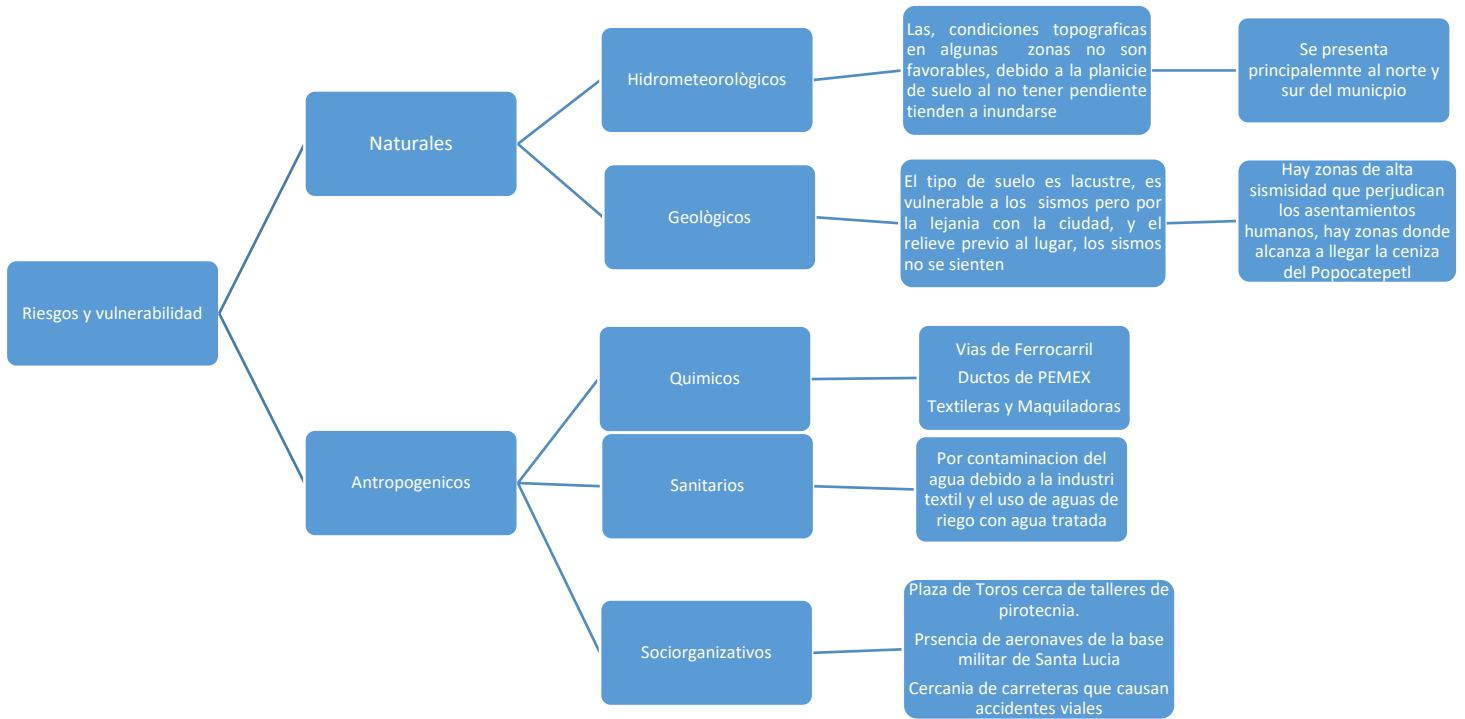 Riesgos y vulnerabilidad
Naturales
Hidrometeorològicos
Las, condiciones topograficas
en algunas zonas no son
favorables, debido a la planicie
de suelo al no tener pendiente
tienden a inundarse
Se presenta
principalemnte al norte y
sur del municpio
Geològicos
El tipo de suelo es lacustre, es
vulnerable a los sismos pero por
la lejania con la ciudad, y el
relieve previo al lugar, los sismos
no se sienten
Hay zonas de alta
sismisidad que perjudican
los asentamientos
humanos, hay zonas donde
alcanza a llegar la ceniza
del Popocatepetl
Antropogenicos
Quimicos
Vias de Ferrocarril
Ductos de PEMEX
Textileras y Maquiladoras
Sanitarios
Por contaminacion del
agua debido a la industri
textil y el uso de aguas de
riego con agua tratada
Sociorganizativos
Plaza de Toros cerca de talleres de
pirotecnia.
Prsencia de aeronaves de la base
militar de Santa Lucia
Cercania de carreteras que causan
accidentes viales